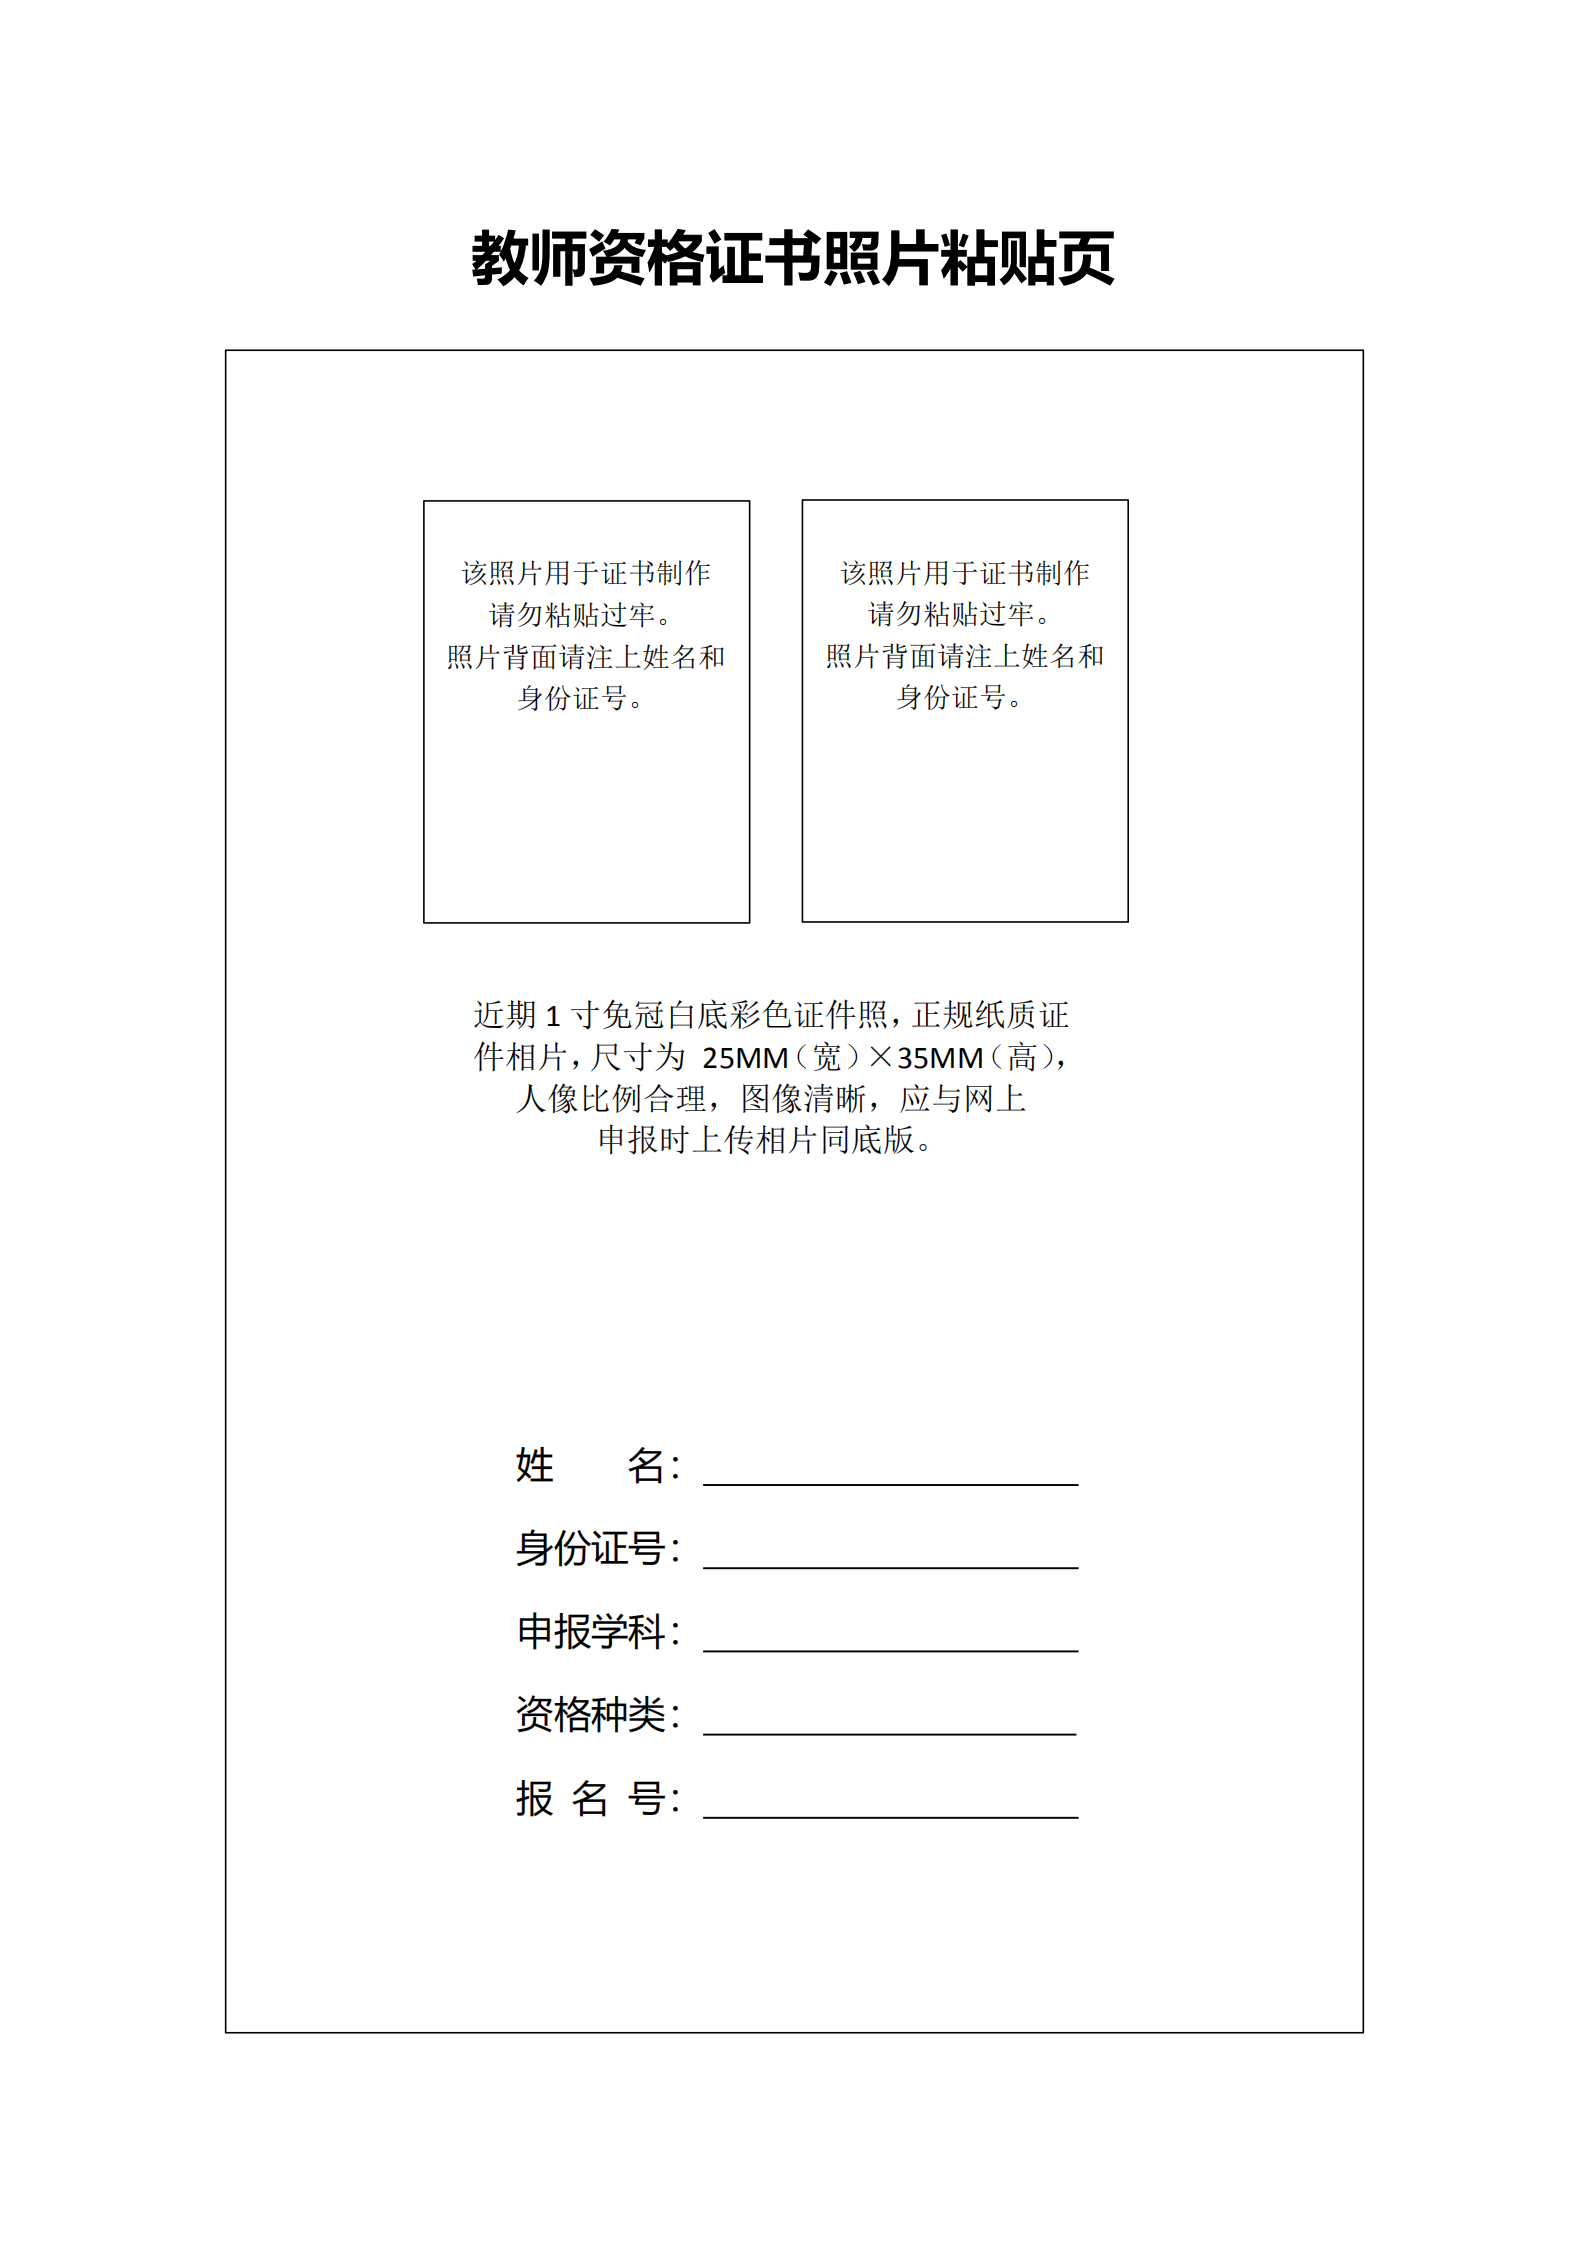 教师资格证书照片粘贴页
该照片用于证书制作
请勿粘贴过牢。
照片背面请注上姓名和
身份证号。
该照片用于证书制作
请勿粘贴过牢。
照片背面请注上姓名和
身份证号。
近期 1 寸免冠白底彩色证件照，正规纸质证
件相片，尺寸为 25MM（宽）×35MM（高），
人像比例合理，图像清晰，应与网上
申报时上传相片同底版。
姓　　名：
身份证号：
申报学科：
资格种类：
报 名 号：